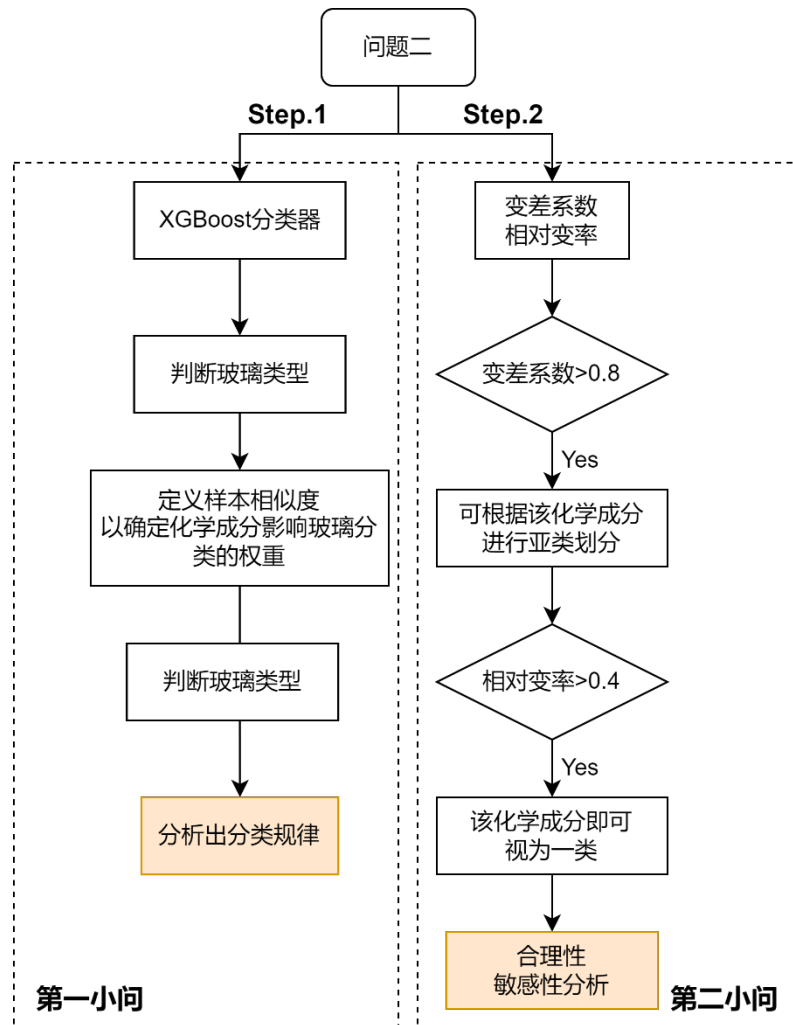 问题二
Step.1
Step.2
XGBoost分类器
判断玻璃类型
定义样本相似度
以确定化学成分影响玻璃分
类的权重
判断玻璃类型
分析出分类规律
第一小问
变差系数
相对变率
变差系数>0.8
Yes
可根据该化学成分
进行亚类划分
相对变率>0.4
Yes
该化学成分即可
视为一类
合理性
敏感性分析
第二小问